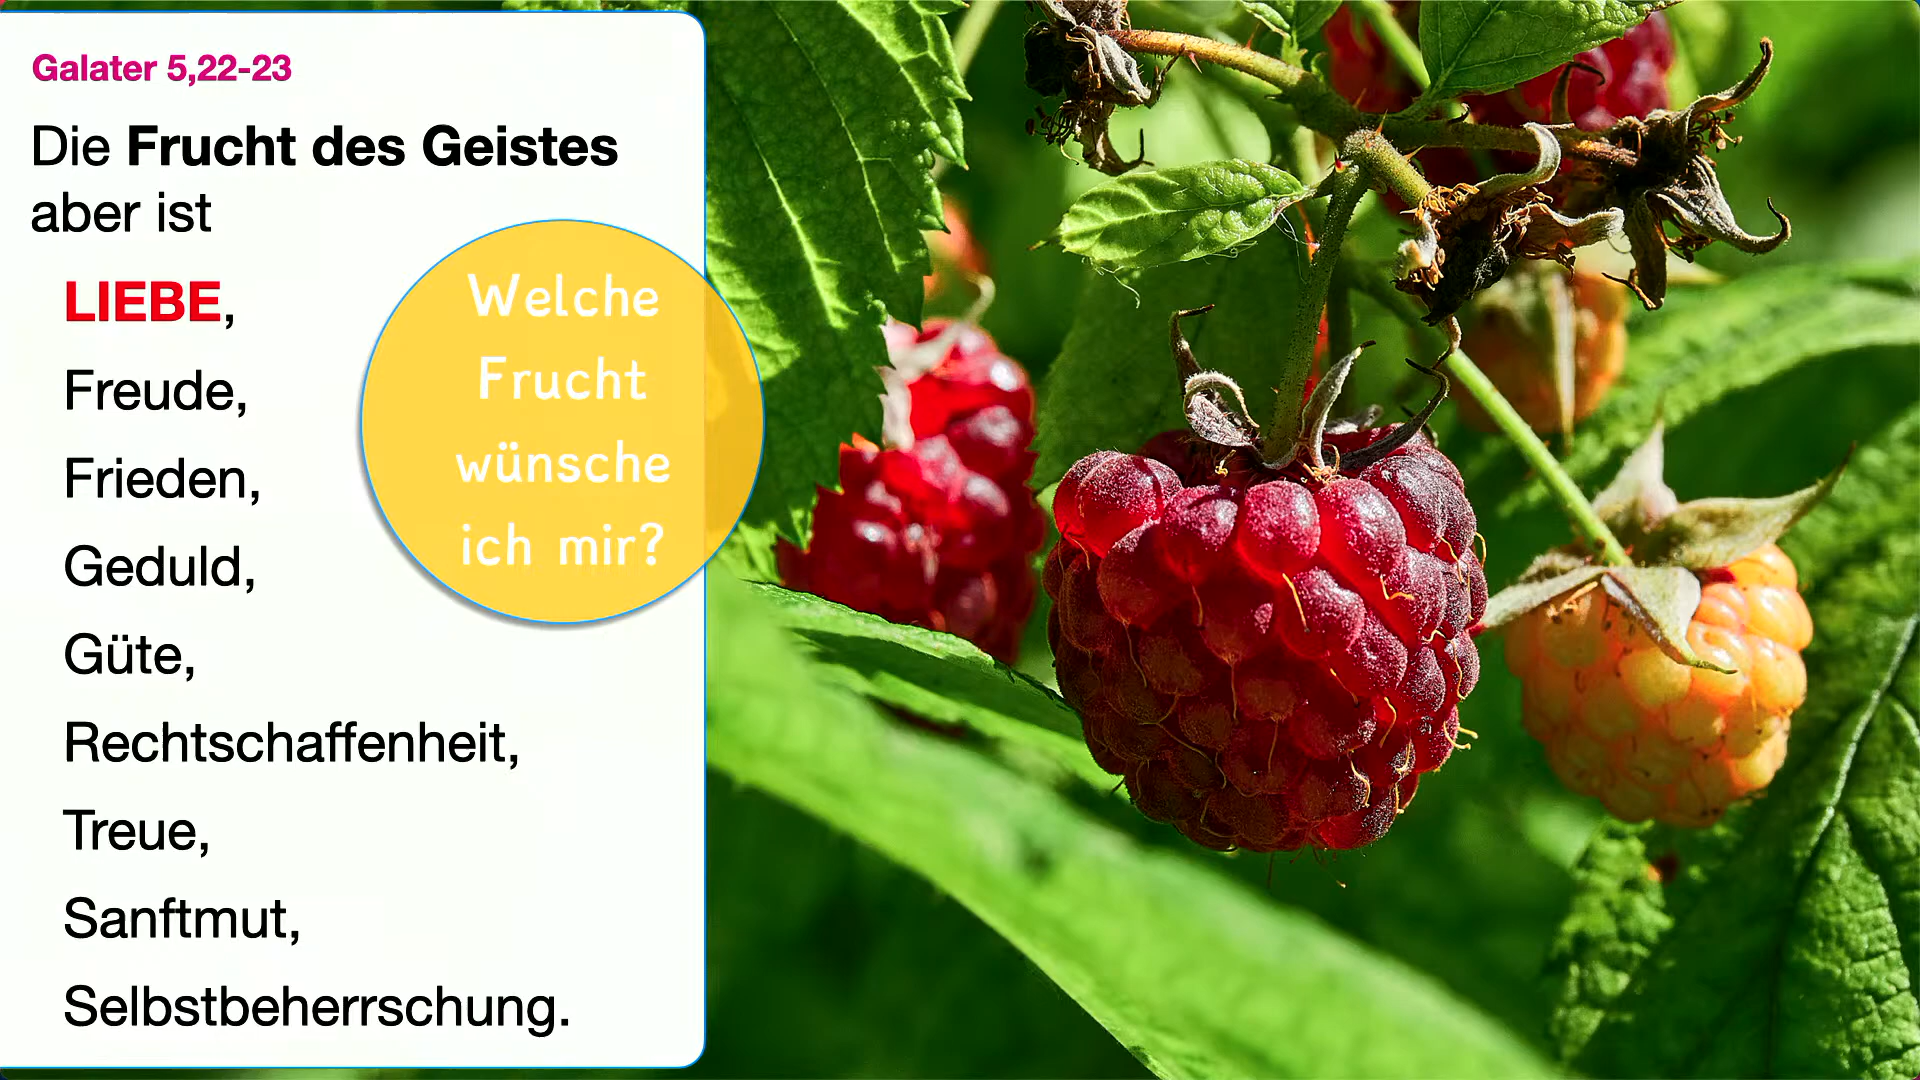 Galater 5,22-23
Die Frucht des Geistes
aber ist
LIEBE,
Freude,
Frieden,
Geduld,
Güte,
Rechtschaffenheit,
Treue,
Sanftmut,
Selbstbeherrschung.
Welche
Frucht
wünsche
ich mir?